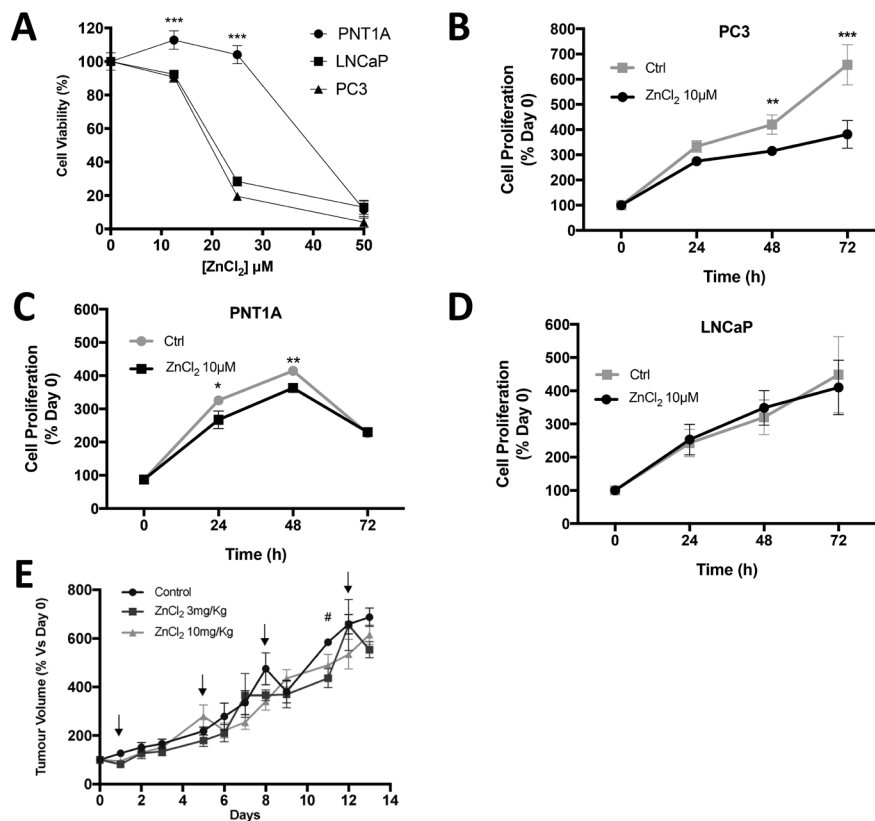 A
Cell Viability (%)
120
100
80
60
40
20
0
***
***
PNT1A
LNCaP
PC3
0 10 20 30 40 50
[ZnCl₂] µM
B
PC3
Cell Proliferation
(% Day 0)
800
700
600
500
400
300
200
100
0
Ctrl
ZnCl₂ 10µM
**
***
0 24 48 72
Time (h)
C
PNT1A
Cell Proliferation
(% Day 0)
600
500
400
300
200
100
0
Ctrl
ZnCl₂ 10µM
*
**
0 24 48 72
Time (h)
D
LNCaP
Cell Proliferation
(% Day 0)
600
500
400
300
200
100
0
Ctrl
ZnCl₂ 10µM
0 24 48 72
Time (h)
E
Tumour Volume (% Vs Day 0)
800
600
400
200
0
Control
ZnCl₂ 3mg/Kg
ZnCl₂ 10mg/Kg
#
0 2 4 6 8 10 12 14
Days